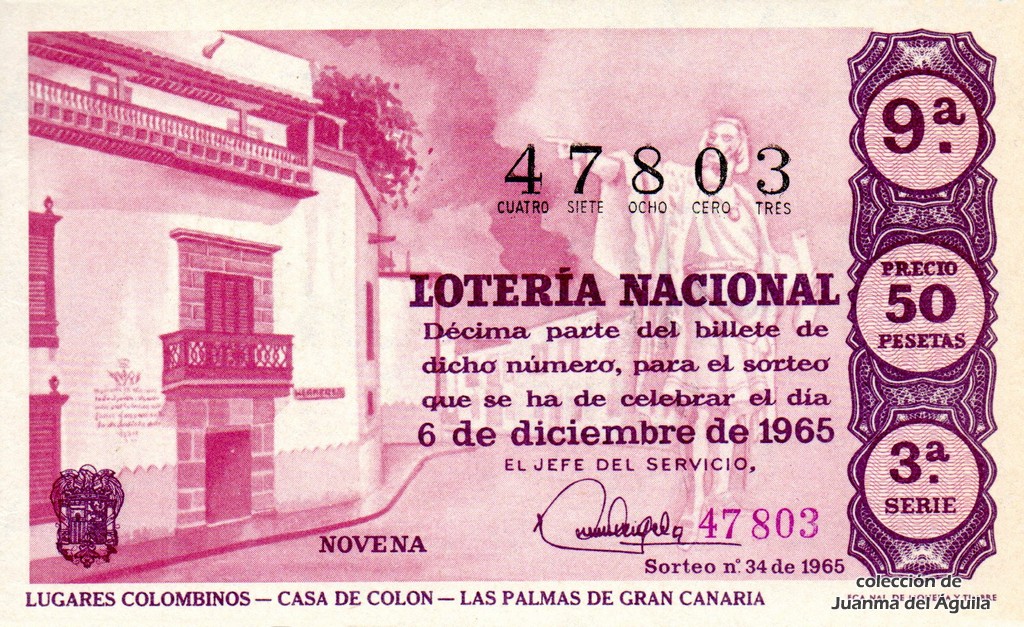 47803
CUATRO SIETE OCHO CERO TRES
LOTERÍA NACIONAL
Décima parte del billete de
dicho número, para el sorteo
que se ha de celebrar el día
6 de diciembre de 1965
EL JEFE DEL SERVICIO,
47803
NOVENA
Sorteo nº 34 de 1965
9.ª
PRECIO
50
PESETAS
3.ª
SERIE
LUGARES COLOMBINOS — CASA DE COLON — LAS PALMAS DE GRAN CANARIA
colección de
Juanma del Águila